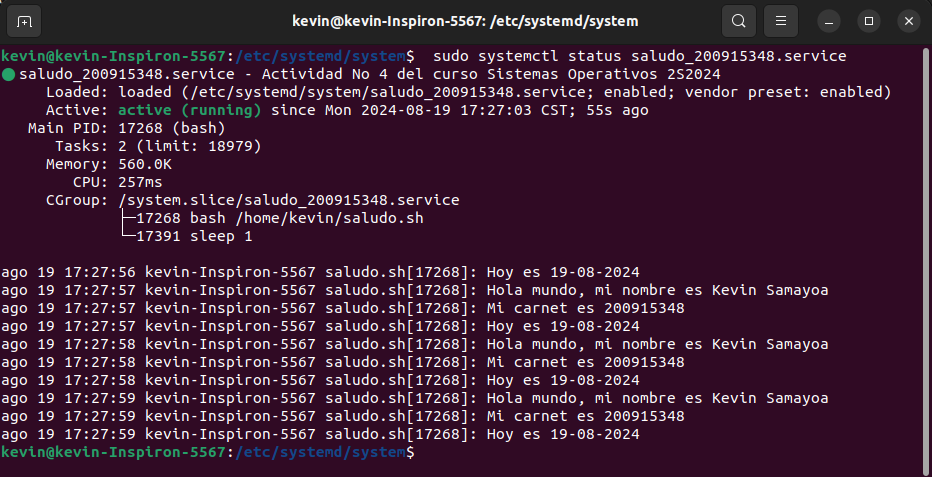 kevin@kevin-Inspiron-5567: /etc/systemd/system
kevin@kevin-Inspiron-5567:/etc/systemd/system$  sudo systemctl status saludo_200915348.service
saludo_200915348.service - Actividad No 4 del curso Sistemas Operativos 2S2024
Loaded: loaded (/etc/systemd/system/saludo_200915348.service; enabled; vendor preset: enabled)
Active: active (running) since Mon 2024-08-19 17:27:03 CST; 55s ago
Main PID: 17268 (bash)
Tasks: 2 (limit: 18979)
Memory: 560.0K
CPU: 257ms
CGroup: /system.slice/saludo_200915348.service
├─17268 bash /home/kevin/saludo.sh
└─17391 sleep 1
ago 19 17:27:56 kevin-Inspiron-5567 saludo.sh[17268]: Hoy es 19-08-2024
ago 19 17:27:57 kevin-Inspiron-5567 saludo.sh[17268]: Hola mundo, mi nombre es Kevin Samayoa
ago 19 17:27:57 kevin-Inspiron-5567 saludo.sh[17268]: Mi carnet es 200915348
ago 19 17:27:57 kevin-Inspiron-5567 saludo.sh[17268]: Hoy es 19-08-2024
ago 19 17:27:58 kevin-Inspiron-5567 saludo.sh[17268]: Hola mundo, mi nombre es Kevin Samayoa
ago 19 17:27:58 kevin-Inspiron-5567 saludo.sh[17268]: Mi carnet es 200915348
ago 19 17:27:58 kevin-Inspiron-5567 saludo.sh[17268]: Hoy es 19-08-2024
ago 19 17:27:59 kevin-Inspiron-5567 saludo.sh[17268]: Hola mundo, mi nombre es Kevin Samayoa
ago 19 17:27:59 kevin-Inspiron-5567 saludo.sh[17268]: Mi carnet es 200915348
ago 19 17:27:59 kevin-Inspiron-5567 saludo.sh[17268]: Hoy es 19-08-2024
kevin@kevin-Inspiron-5567:/etc/systemd/system$